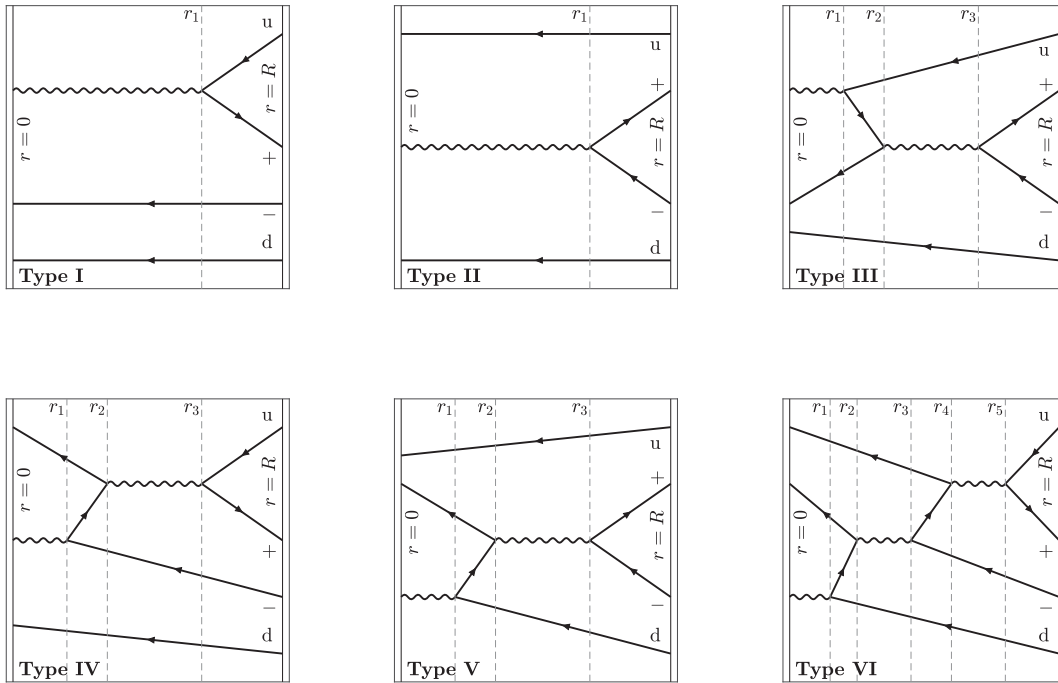 r₁
u
r = 0
r = R
+
−
d
Type I
r₁
u
r = 0
+
r = R
−
d
Type II
r₁ r₂ r₃
u
+
r = 0
r = R
−
d
Type III
r₁ r₂ r₃
u
r = 0
r = R
+
−
d
Type IV
r₁ r₂ r₃
u
+
r = 0
r = R
−
d
Type V
r₁ r₂ r₃ r₄ r₅
u
r = 0
r = R
+
−
d
Type VI